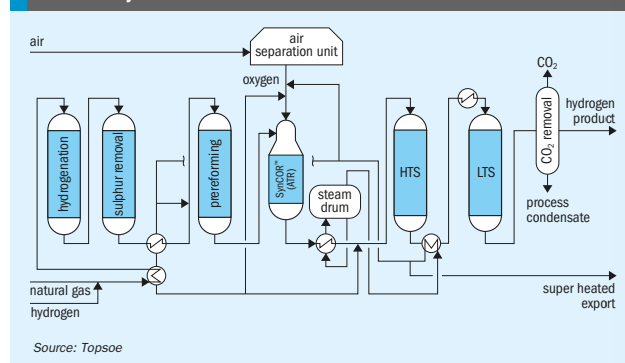 air
air
separation unit
oxygen
CO₂
hydrogen
product
hydrogenation
sulphur removal
prereforming
SynCOR™
(ATR)
steam
drum
HTS
LTS
CO₂ removal
process
condensate
natural gas
hydrogen
super heated
export
Source: Topsoe